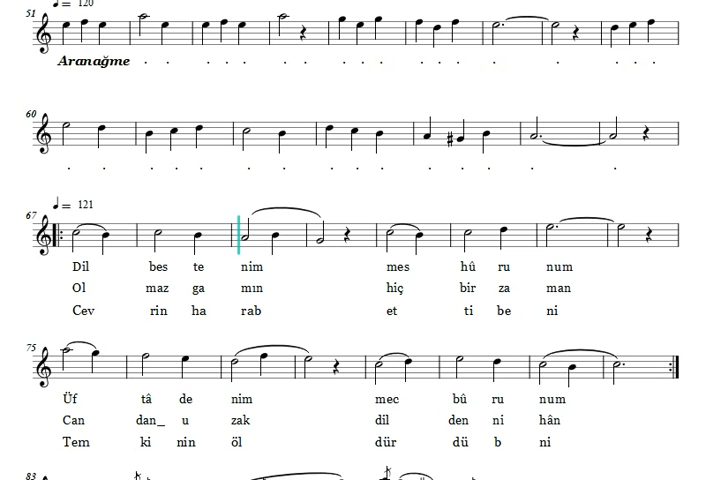 51 ♩ = 120
Aranağme . . . . . . . . . . . . . . .
60
. . . . . . . . . . . . . . .
67 ♩ = 121
Dil bes te nim mes hû ru num
Ol maz ga mın hiç bir za man
Cev rin ha rab et ti be ni
75
Üf tâ de nim mec bû ru num
Can dan_ u zak dil den ni hân
Tem ki nin öl dür dü b ni
83